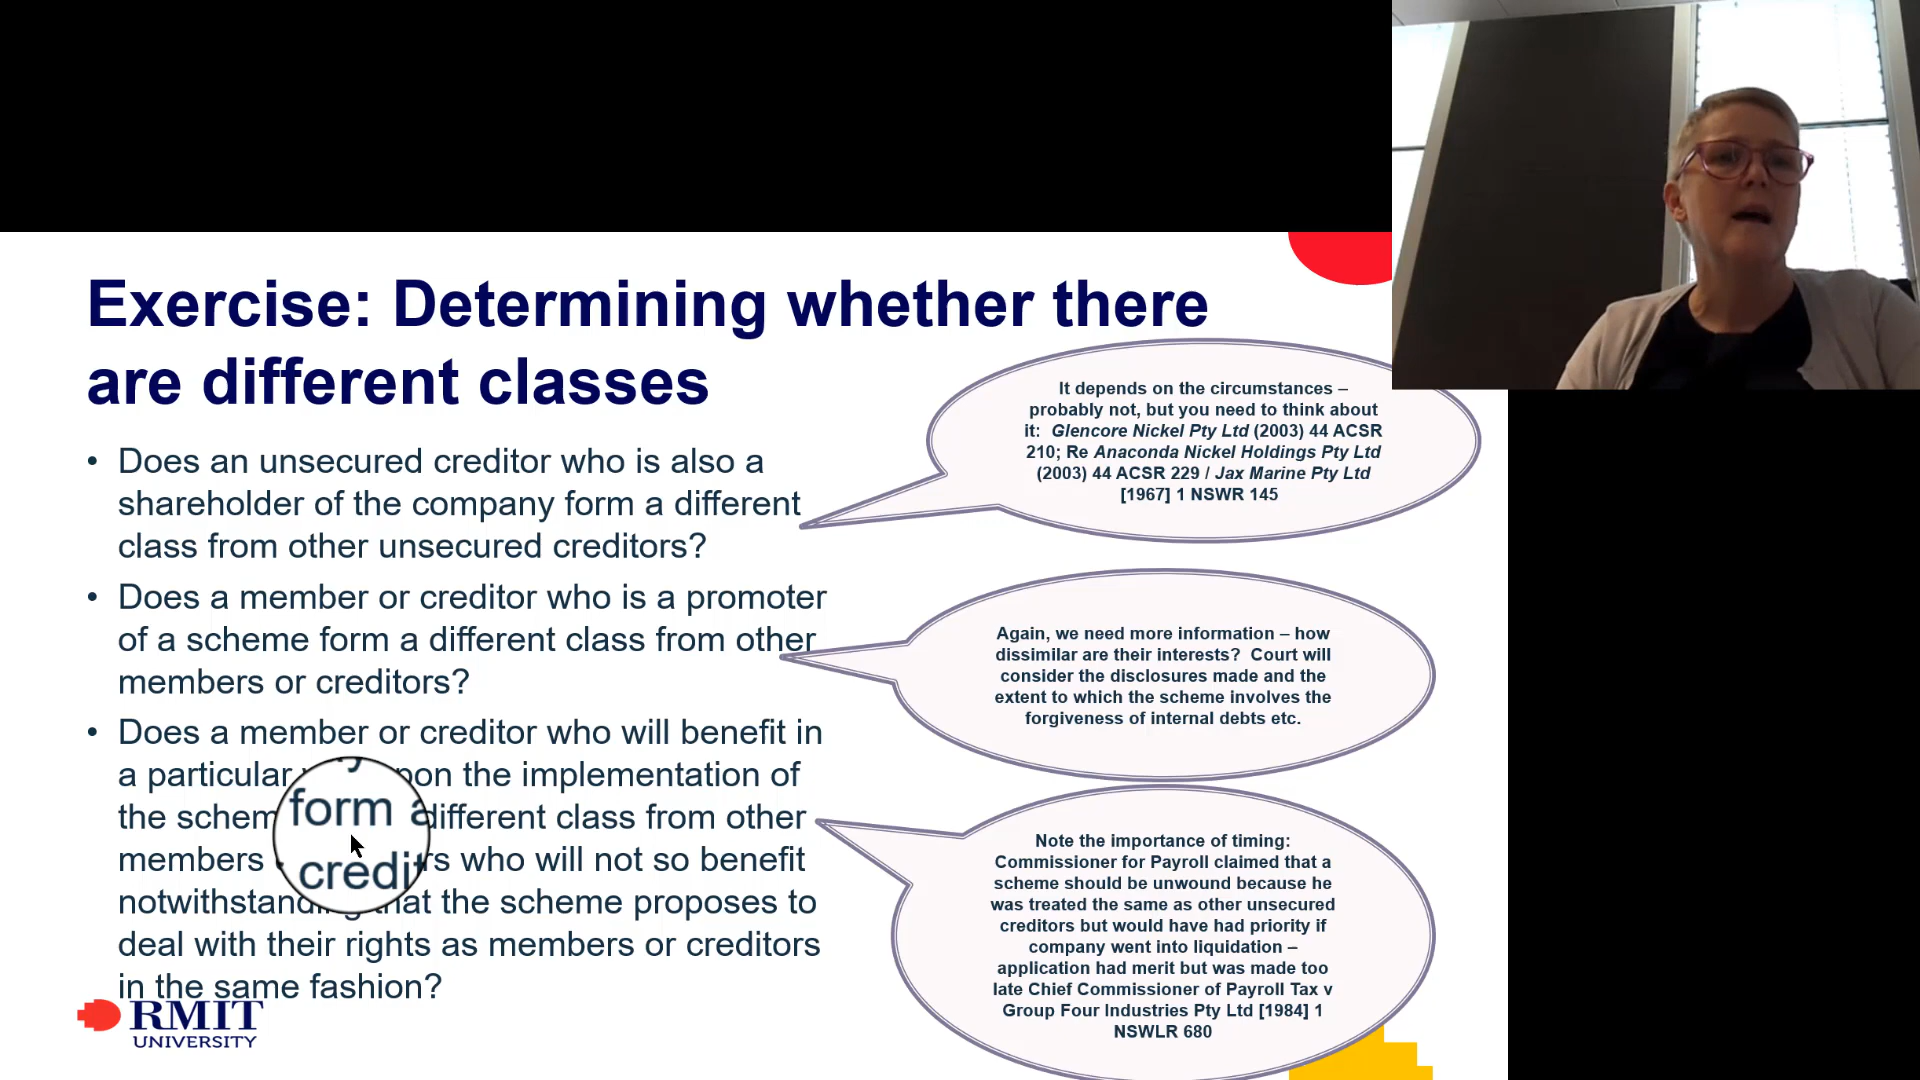 Exercise: Determining whether there
are different classes
• Does an unsecured creditor who is also a
shareholder of the company form a different
class from other unsecured creditors?
• Does a member or creditor who is a promoter
of a scheme form a different class from other
members or creditors?
• Does a member or creditor who will benefit in
a particular upon the implementation of
the scheme form a different class from other
members credi rs who will not so benefit
notwithstanding that the scheme proposes to
deal with their rights as members or creditors
in the same fashion?
It depends on the circumstances –
probably not, but you need to think about
it: Glencore Nickel Pty Ltd (2003) 44 ACSR
210; Re Anaconda Nickel Holdings Pty Ltd
(2003) 44 ACSR 229 / Jax Marine Pty Ltd
[1967] 1 NSWR 145
Again, we need more information – how
dissimilar are their interests? Court will
consider the disclosures made and the
extent to which the scheme involves the
forgiveness of internal debts etc.
Note the importance of timing:
Commissioner for Payroll claimed that a
scheme should be unwound because he
was treated the same as other unsecured
creditors but would have had priority if
company went into liquidation –
application had merit but was made too
late Chief Commissioner of Payroll Tax v
Group Four Industries Pty Ltd [1984] 1
NSWLR 680
RMIT
UNIVERSITY